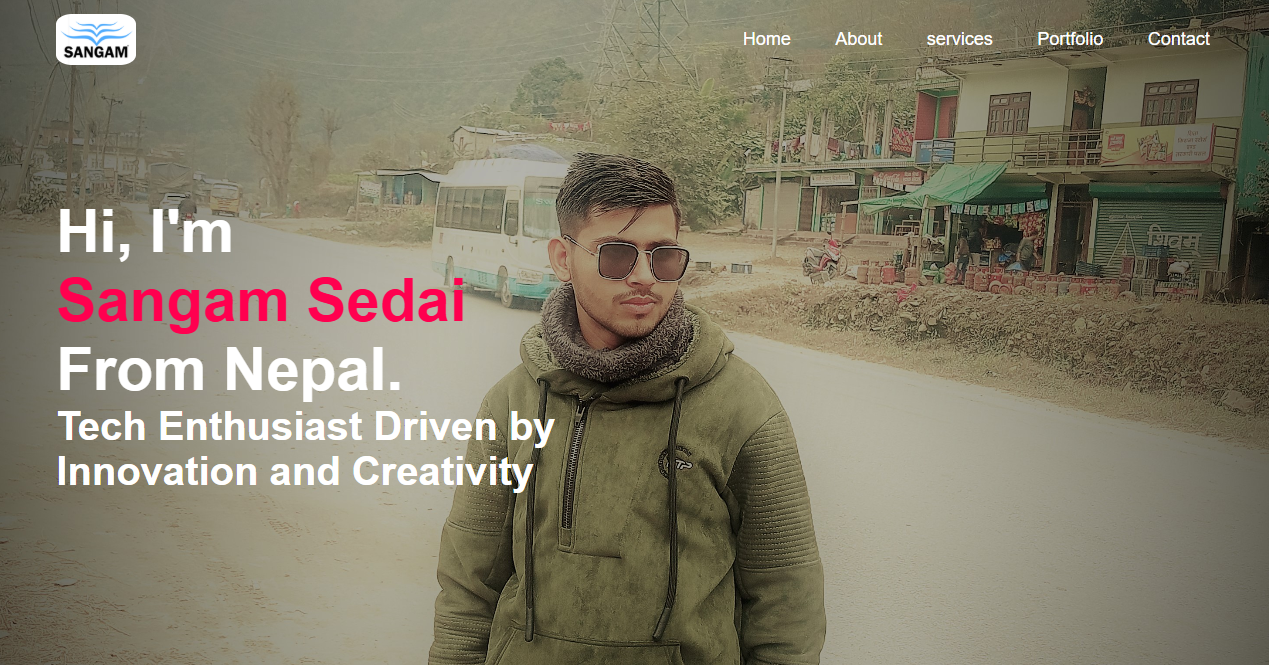 SANGAM
Home
About
services
Portfolio
Contact
Hi, I'm
Sangam Sedai
From Nepal.
Tech Enthusiast Driven by
Innovation and Creativity